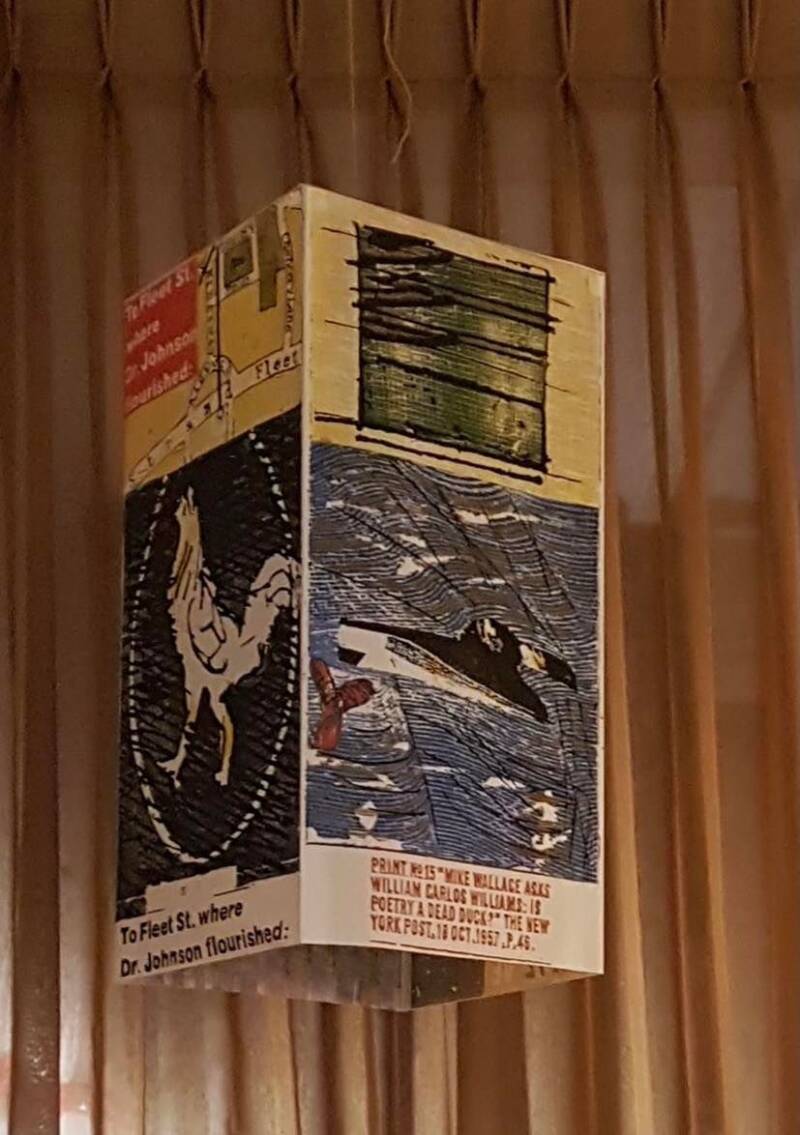 To Fleet St.
where
Dr. Johnson
flourished:
Fleet
To Fleet St. where
Dr. Johnson flourished:
PRINT No 15 "MIKE WALLACE ASKS
WILLIAM CARLOS WILLIAMS: IS
POETRY A DEAD DUCK?" THE NEW
YORK POST, 18 OCT. 1957, P. 46.